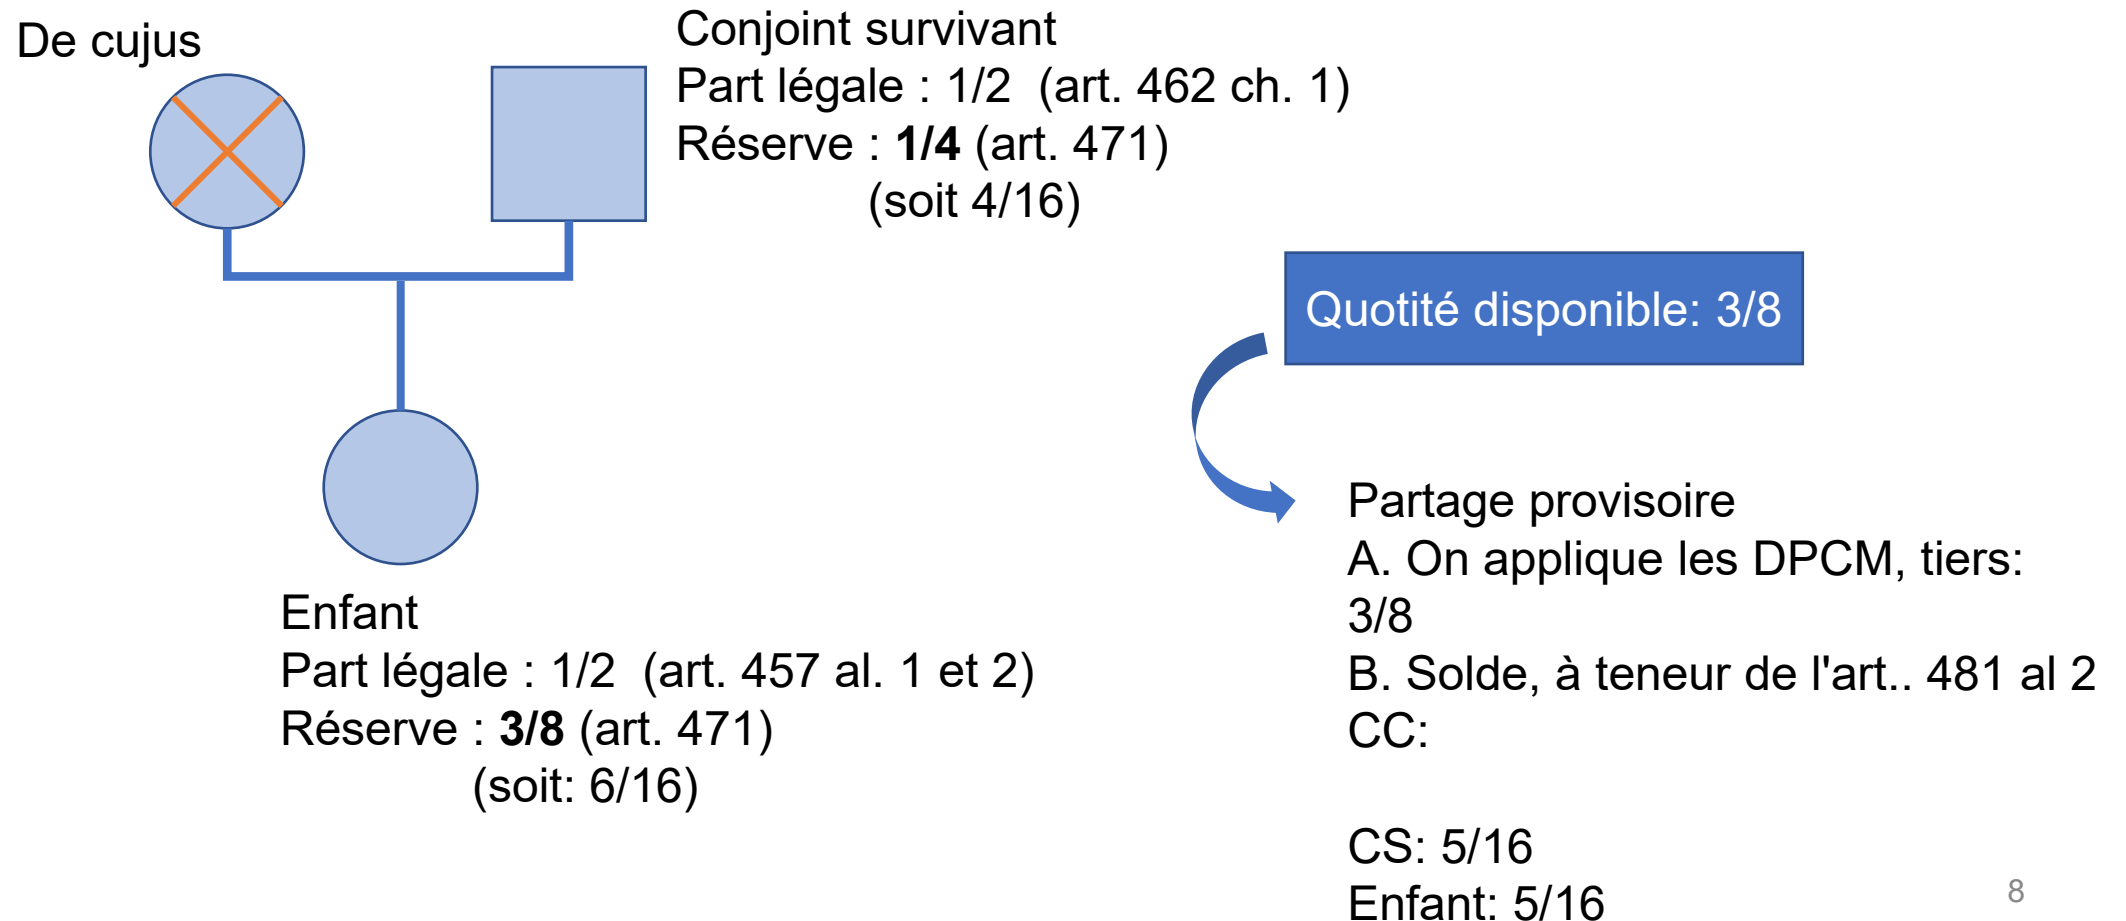 De cujus
Conjoint survivant
Part légale : 1/2  (art. 462 ch. 1)
Réserve : 1/4 (art. 471)
(soit 4/16)
Quotité disponible: 3/8
Enfant
Part légale : 1/2  (art. 457 al. 1 et 2)
Réserve : 3/8 (art. 471)
(soit: 6/16)
Partage provisoire
A. On applique les DPCM, tiers:
3/8
B. Solde, à teneur de l'art.. 481 al 2
CC:
CS: 5/16
Enfant: 5/16
8